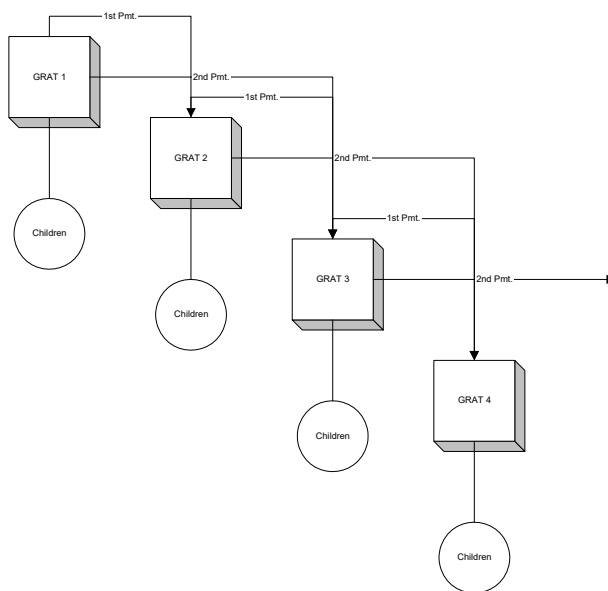 1st Pmt.
GRAT 1
2nd Pmt.
1st Pmt.
GRAT 2
2nd Pmt.
Children
1st Pmt.
GRAT 3
2nd Pmt.
Children
GRAT 4
Children
Children